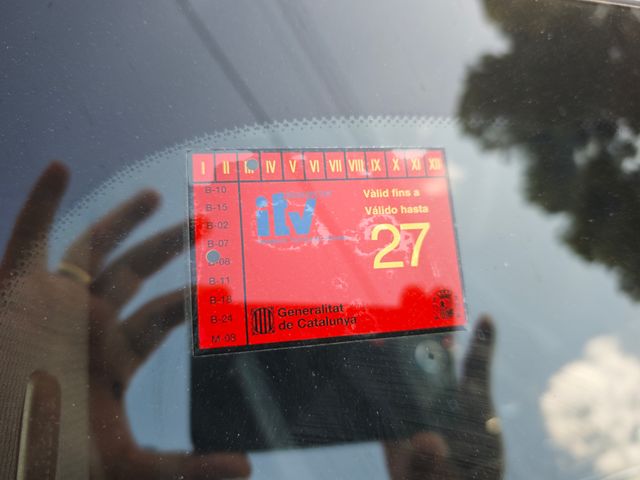 I II III IV V VI VII VIII IX X XI XII
B-10
B-15
B-02
B-07
B-08
B-11
B-18
B-24
M-08
itv
Vàlid fins a
Válido hasta
27
Generalitat
de Catalunya